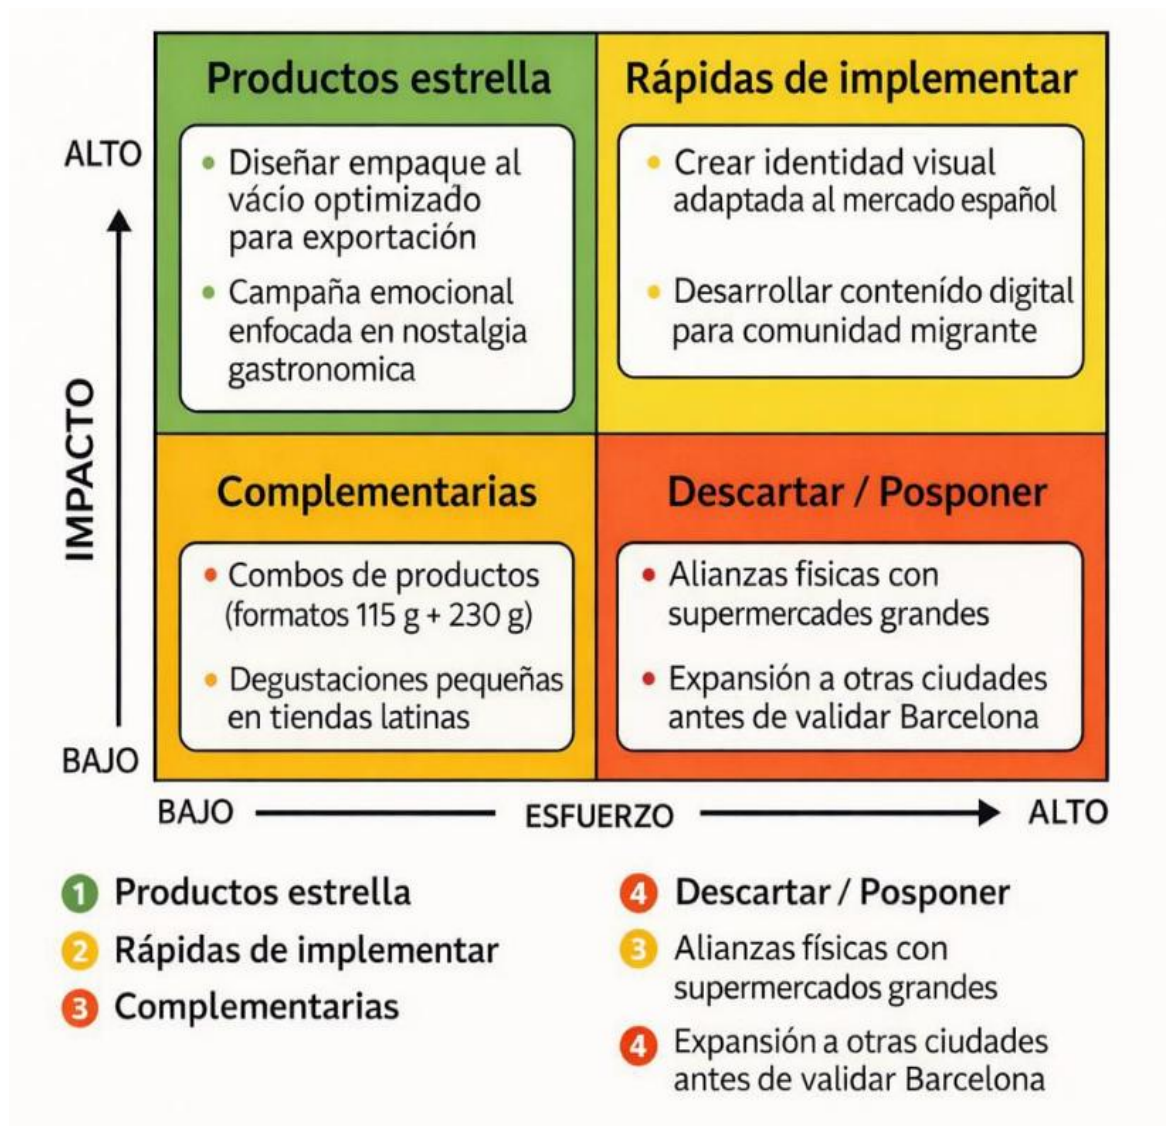 Productos estrella
• Diseñar empaque al
vácío optimizado
para exportación
• Campaña emocional
enfocada en nostalgia
gastronomica
Rápidas de implementar
• Crear identidad visual
adaptada al mercado español
• Desarrollar contenído digital
para comunidad migrante
ALTO
IMPACTO
BAJO
Complementarias
• Combos de productos
(formatos 115 g + 230 g)
• Degustaciones pequeñas
en tiendas latinas
Descartar / Posponer
• Alianzas fisicas con
supermercades grandes
• Expansión a otras ciudades
antes de validar Barcelona
BAJO ESFUERZO ALTO
1 Productos estrella
2 Rápidas de implementar
3 Complementarias
4 Descartar / Posponer
3 Alianzas físicas con
supermercados grandes
4 Expansión a otras ciudades
antes de validar Barcelona